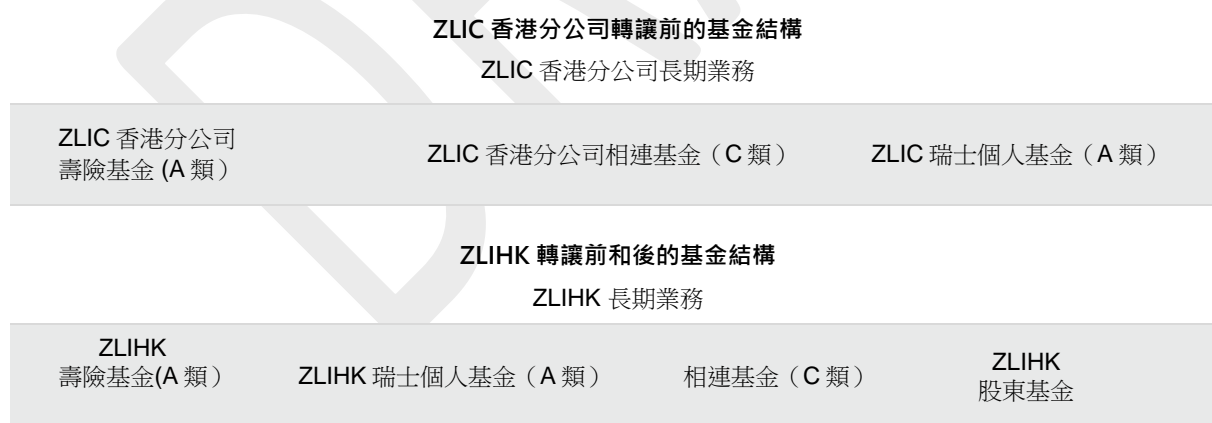 ZLIC 香港分公司轉讓前的基金結構
ZLIC 香港分公司長期業務
ZLIC 香港分公司
壽險基金 (A 類）
ZLIC 香港分公司相連基金（C 類）
ZLIC 瑞士個人基金（A 類）
ZLIHK 轉讓前和後的基金結構
ZLIHK 長期業務
ZLIHK
壽險基金(A 類）
ZLIHK 瑞士個人基金（A 類）
相連基金（C 類）
ZLIHK
股東基金